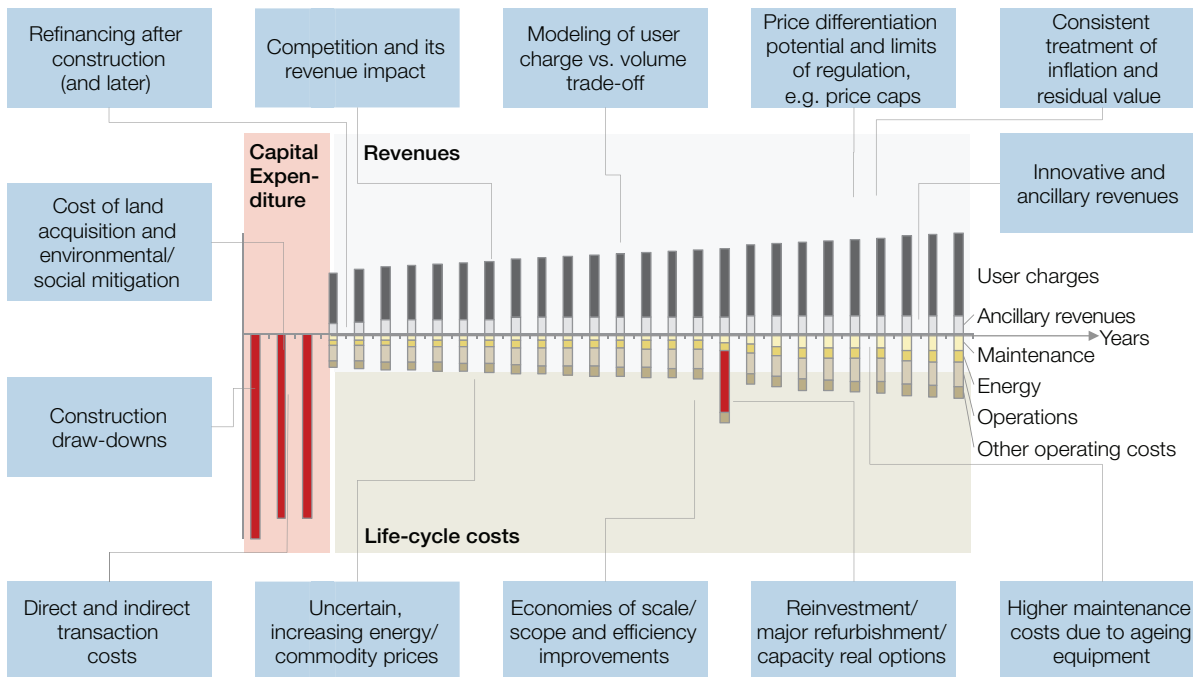 Refinancing after
construction
(and later)
Competition and its
revenue impact
Modeling of user
charge vs. volume
trade-off
Price differentiation
potential and limits
of regulation,
e.g. price caps
Consistent
treatment of
inflation and
residual value
Capital
Expen-
diture
Revenues
Cost of land
acquisition and
environmental/
social mitigation
Innovative and
ancillary revenues
User charges
Ancillary revenues
Years
Maintenance
Energy
Operations
Other operating costs
Construction
draw-downs
Life-cycle costs
Direct and indirect
transaction
costs
Uncertain,
increasing energy/
commodity prices
Economies of scale/
scope and efficiency
improvements
Reinvestment/
major refurbishment/
capacity real options
Higher maintenance
costs due to ageing
equipment